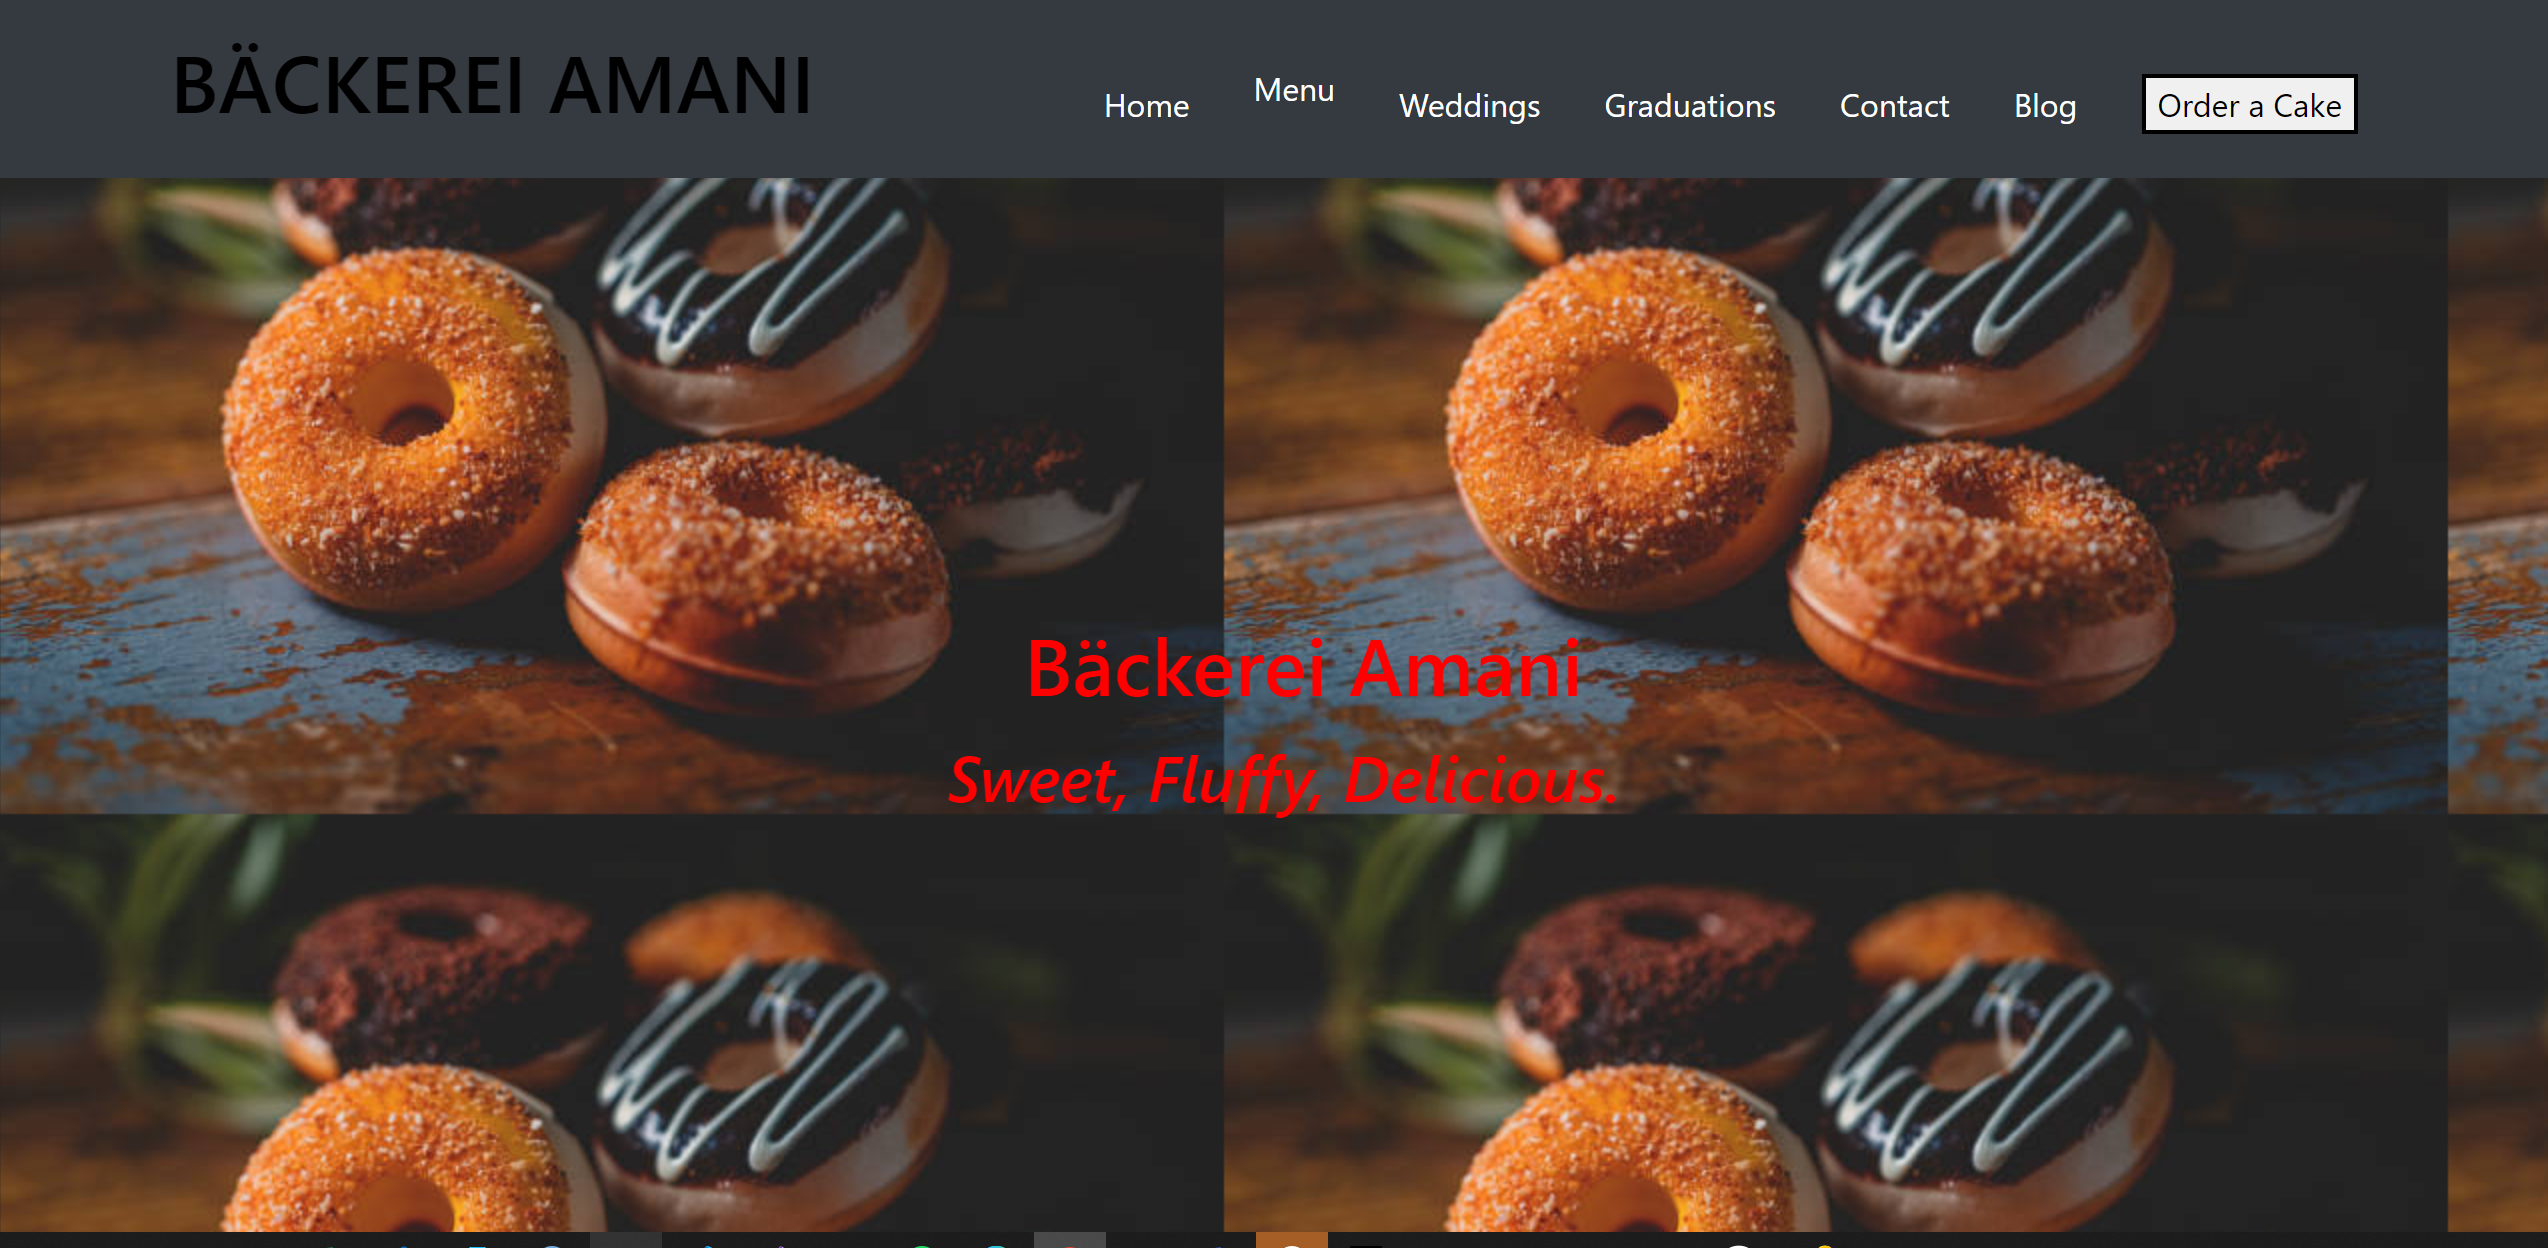 BÄCKEREI AMANI
Home Menu Weddings Graduations Contact Blog Order a Cake
Bäckerei Amani
Sweet, Fluffy, Delicious.